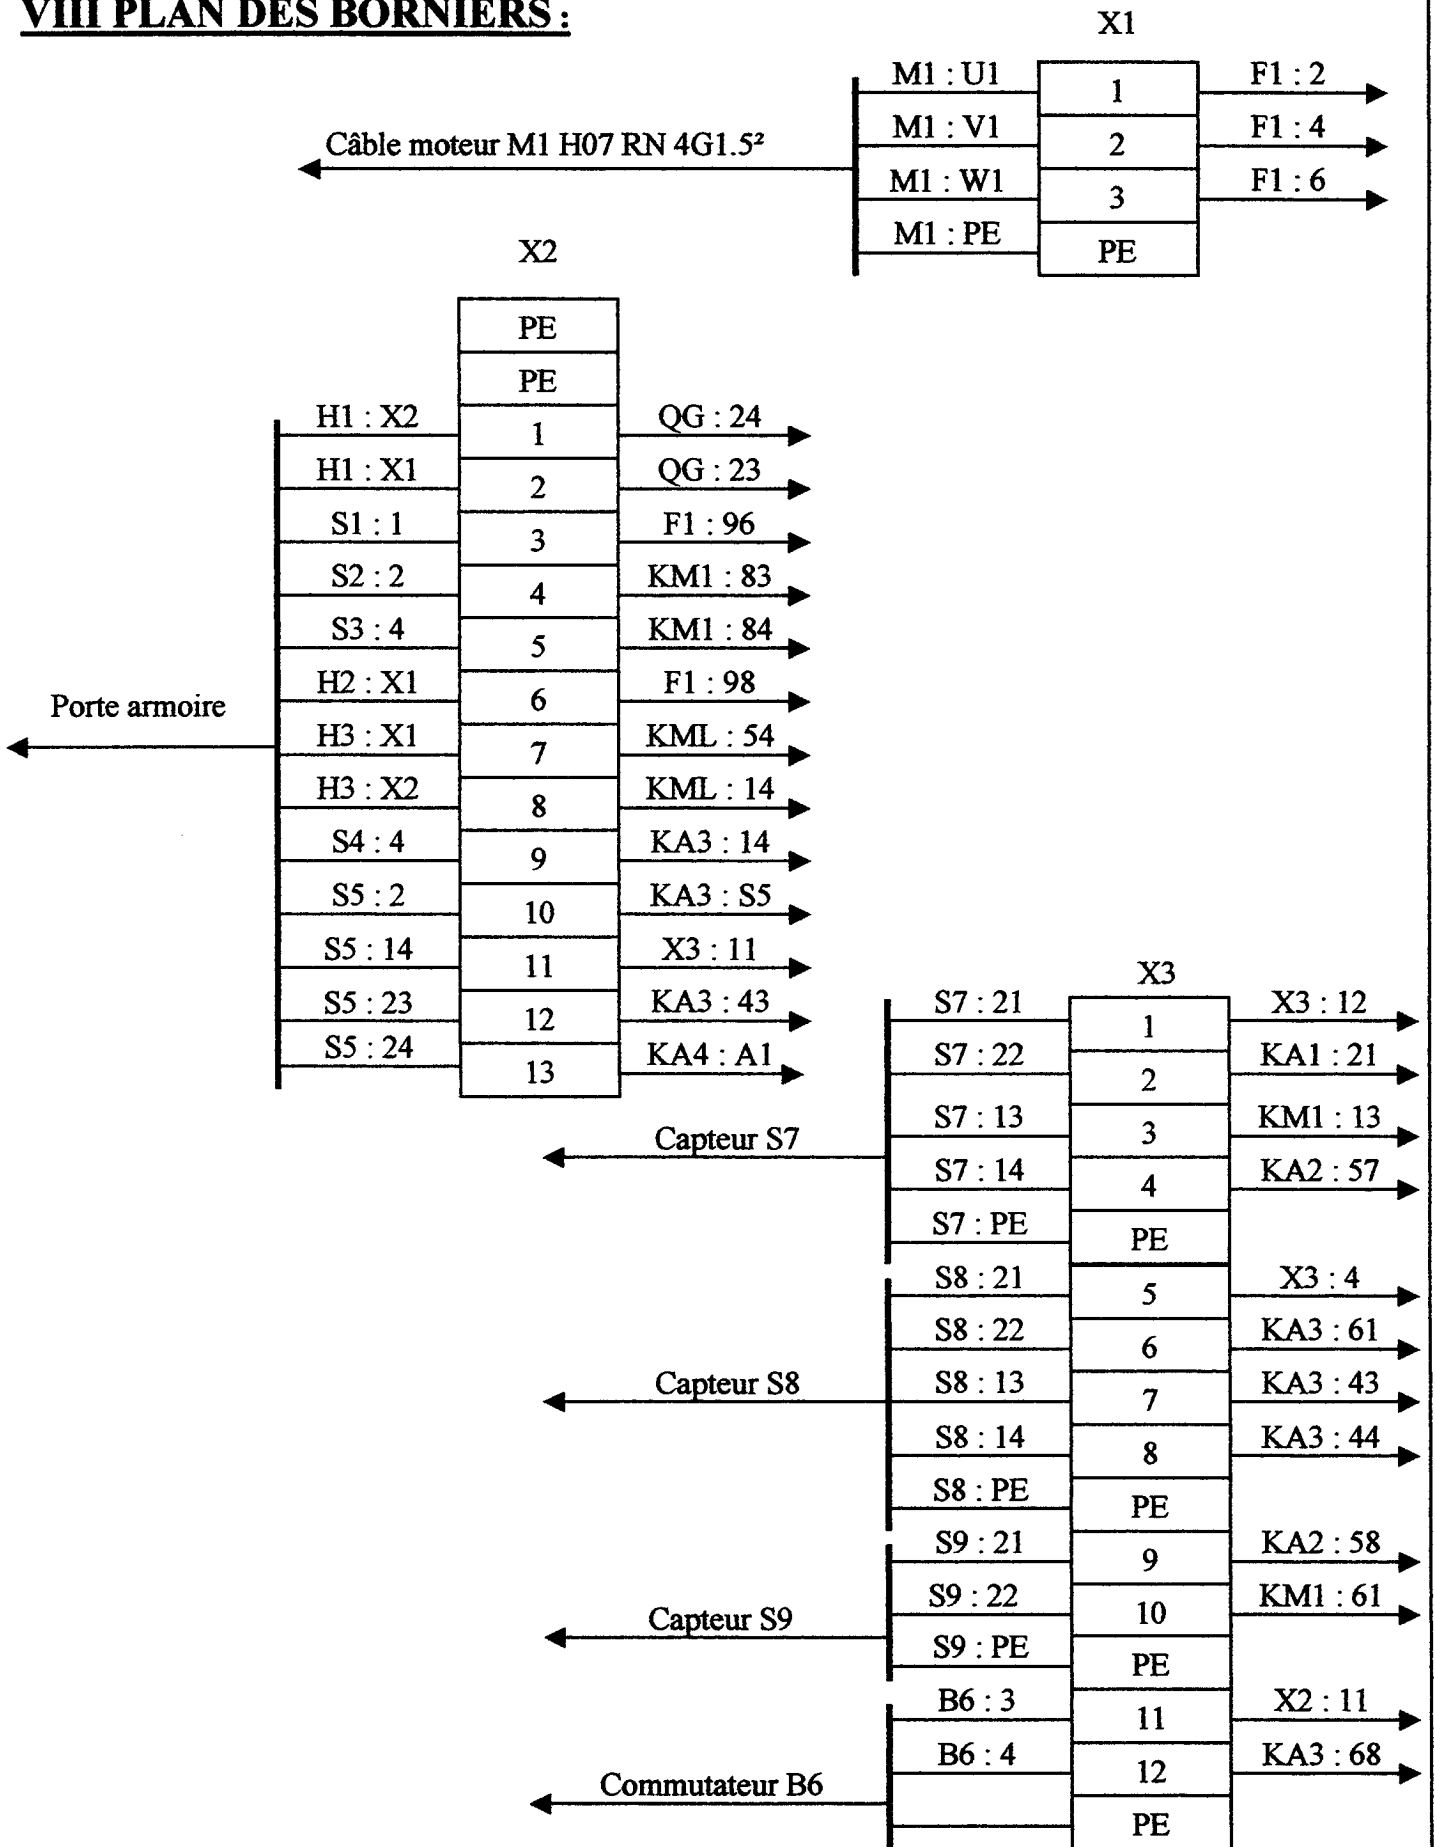 VIII PLAN DES BORNIERS :
X1
M1 : U1 1 F1 : 2
M1 : V1 2 F1 : 4
Câble moteur M1 H07 RN 4G1.5²
M1 : W1 3 F1 : 6
M1 : PE PE
X2
PE
PE
H1 : X2 1 QG : 24
H1 : X1 2 QG : 23
S1 : 1 3 F1 : 96
S2 : 2 4 KM1 : 83
S3 : 4 5 KM1 : 84
H2 : X1 6 F1 : 98
Porte armoire
H3 : X1 7 KML : 54
H3 : X2 8 KML : 14
S4 : 4 9 KA3 : 14
S5 : 2 10 KA3 : S5
S5 : 14 11 X3 : 11
S5 : 23 12 KA3 : 43
S5 : 24 13 KA4 : A1
X3
S7 : 21 1 X3 : 12
S7 : 22 2 KA1 : 21
S7 : 13 3 KM1 : 13
Capteur S7
S7 : 14 4 KA2 : 57
S7 : PE PE
S8 : 21 5 X3 : 4
S8 : 22 6 KA3 : 61
Capteur S8
S8 : 13 7 KA3 : 43
S8 : 14 8 KA3 : 44
S8 : PE PE
S9 : 21 9 KA2 : 58
S9 : 22 10 KM1 : 61
Capteur S9
S9 : PE PE
B6 : 3 11 X2 : 11
B6 : 4 12 KA3 : 68
Commutateur B6
PE